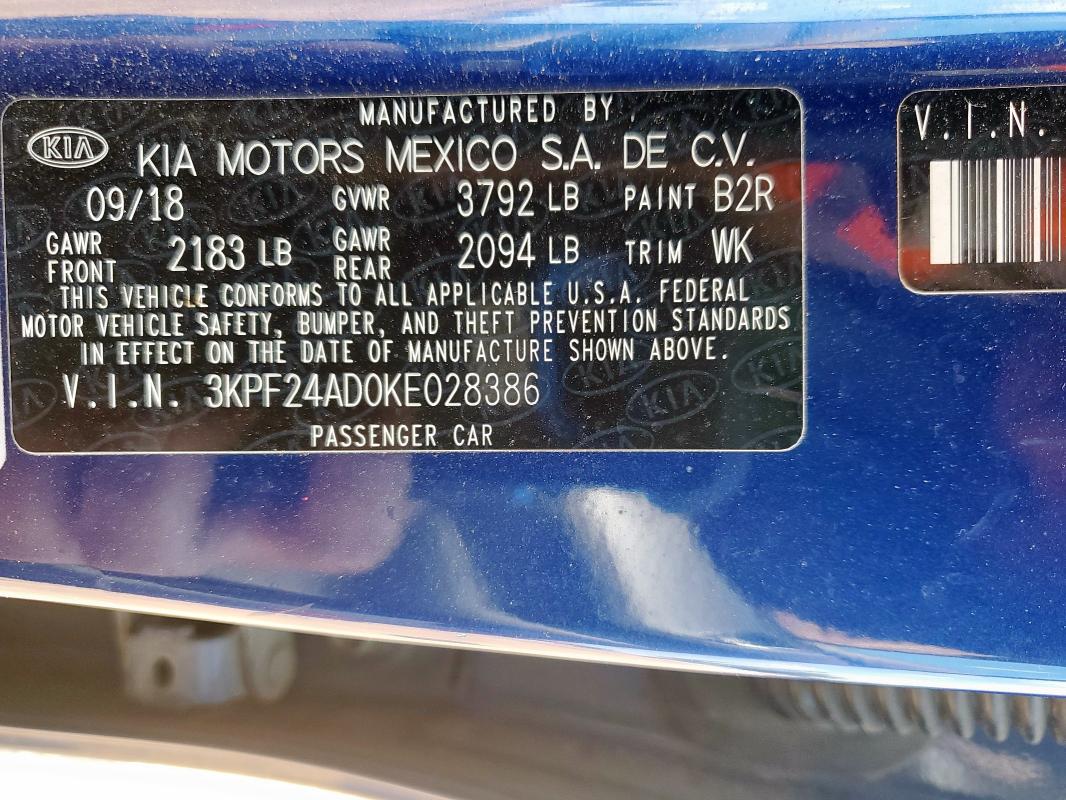 MANUFACTURED BY
KIA KIA MOTORS MEXICO S.A. DE C.V.
09/18 GVWR 3792 LB PAINT B2R
GAWR FRONT 2183 LB GAWR REAR 2094 LB TRIM WK
THIS VEHICLE CONFORMS TO ALL APPLICABLE U.S.A. FEDERAL
MOTOR VEHICLE SAFETY, BUMPER, AND THEFT PREVENTION STANDARDS
IN EFFECT ON THE DATE OF MANUFACTURE SHOWN ABOVE.
V.I.N. 3KPF24AD0KE028386
PASSENGER CAR
V.I.N.